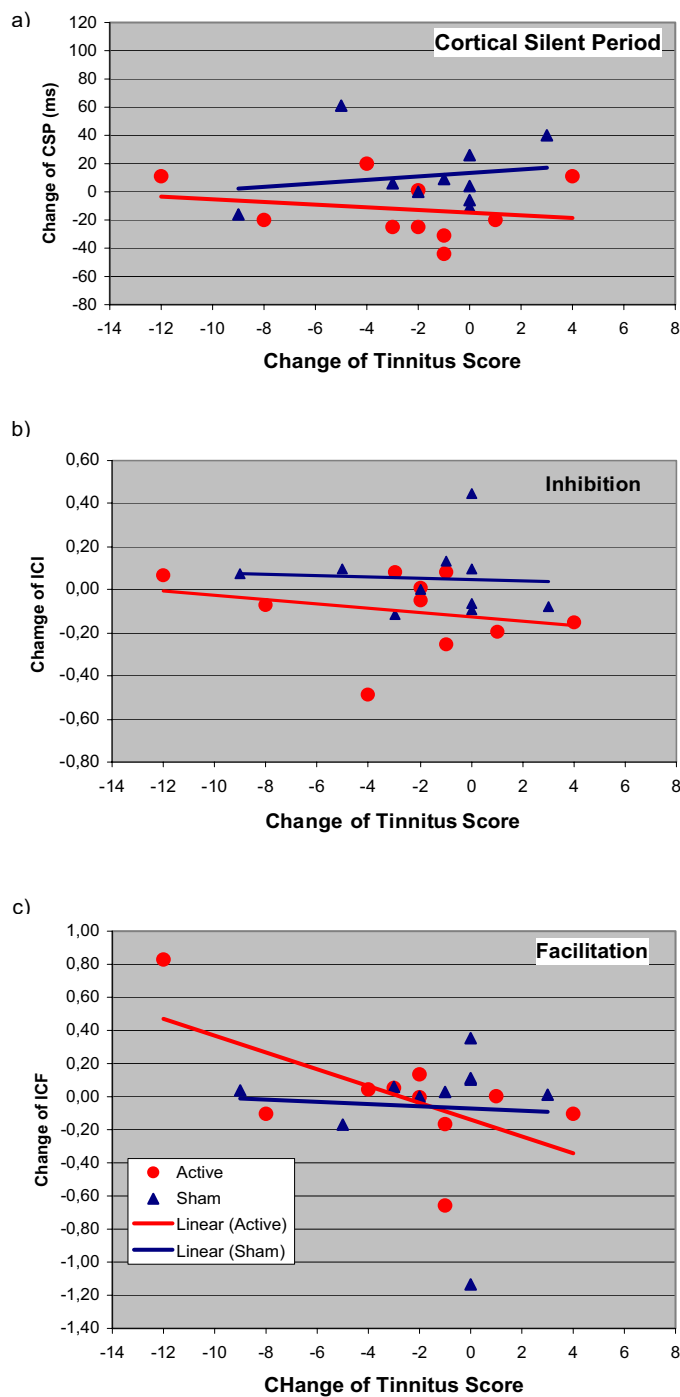 a)
Cortical Silent Period
120
100
80
60
40
20
0
-20
-40
-60
-80
Change of CSP (ms)
-14 -12 -10 -8 -6 -4 -2 0 2 4 6 8
Change of Tinnitus Score
b)
Inhibition
0,60
0,40
0,20
0,00
-0,20
-0,40
-0,60
-0,80
Chamge of ICI
-14 -12 -10 -8 -6 -4 -2 0 2 4 6 8
Change of Tinnitus Score
c)
Facilitation
1,00
0,80
0,60
0,40
0,20
0,00
-0,20
-0,40
-0,60
-0,80
-1,00
-1,20
-1,40
Change of ICF
Active
Sham
Linear (Active)
Linear (Sham)
-14 -12 -10 -8 -6 -4 -2 0 2 4 6 8
CHange of Tinnitus Score